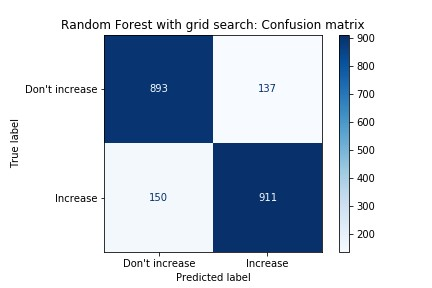 Random Forest with grid search: Confusion matrix
900
Don't increase
893
137
800
700
True label
600
500
400
Increase
150
911
300
200
Don't increase
Increase
Predicted label